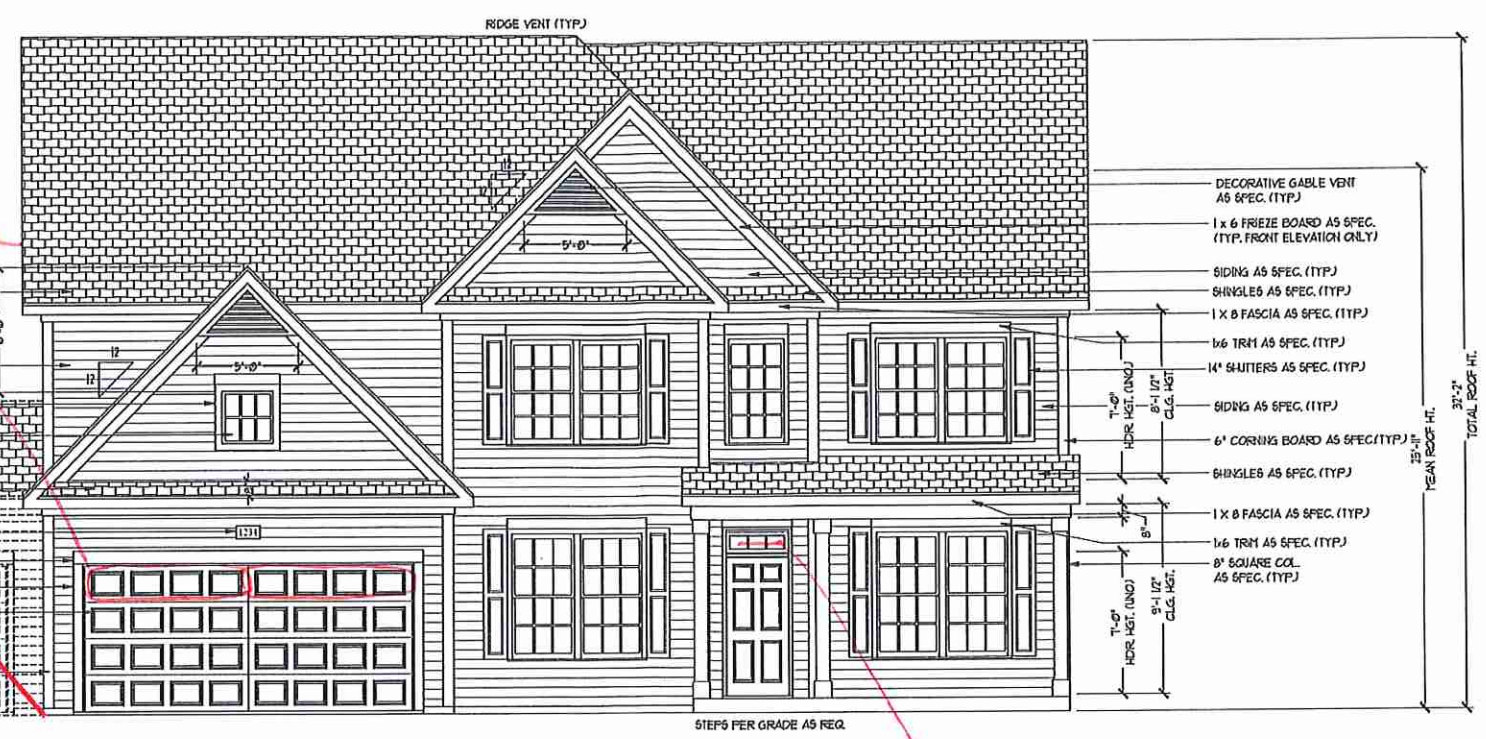 RIDGE VENT (TYP.)
12
12
DECORATIVE GABLE VENT
AS SPEC. (TYP.)
1 x 6 FRIEZE BOARD AS SPEC.
(TYP. FRONT ELEVATION ONLY)
5'-0"
SIDING AS SPEC. (TYP.)
SHINGLES AS SPEC. (TYP.)
1 X 8 FASCIA AS SPEC. (TYP.)
1x6 TRIM AS SPEC. (TYP.)
14" SHUTTERS AS SPEC. (TYP.)
SIDING AS SPEC. (TYP.)
6" CORNING BOARD AS SPEC.(TYP.)
SHINGLES AS SPEC. (TYP.)
1 X 8 FASCIA AS SPEC. (TYP.)
1x6 TRIM AS SPEC. (TYP.)
8" SQUARE COL.
AS SPEC. (TYP.)
12
12
5'-0"
1234
7'-0"
HDR. HGT. (UNO)
8'-1 1/2"
CLG. HGT.
8"
7'-0"
HDR. HGT. (UNO)
9'-1 1/2"
CLG. HGT.
25'-11"
MEAN ROOF HT.
32'-2"
TOTAL ROOF HT.
STEPS PER GRADE AS REQ.